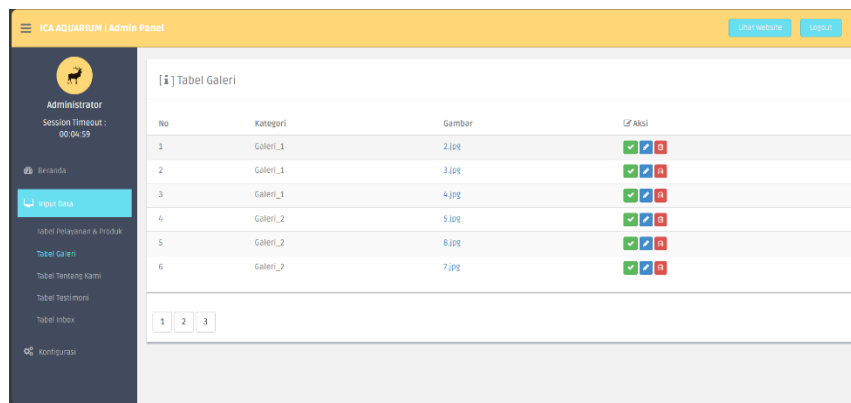 ICA AQUARIUM | Admin Panel
Lihat Website
Logout
Administrator
Session Timeout :
00:04:59
Beranda
Input Data
Tabel Pelayanan & Produk
Tabel Galeri
Tabel Tentang Kami
Tabel Testimoni
Tabel Inbox
Konfigurasi
[i] Tabel Galeri
No Kategori Gambar Aksi
1 Galeri_1 2.jpg
2 Galeri_1 3.jpg
3 Galeri_1 4.jpg
4 Galeri_2 5.jpg
5 Galeri_2 8.jpg
6 Galeri_2 7.jpg
1 2 3